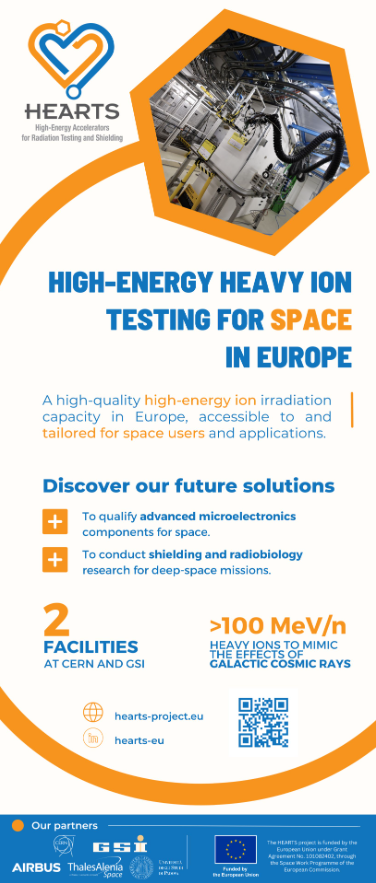 HEARTS
High-Energy Accelerators
for Radiation Testing and Shielding
HIGH-ENERGY HEAVY ION
TESTING FOR SPACE
IN EUROPE
A high-quality high-energy ion irradiation
capacity in Europe, accessible to and
tailored for space users and applications.
Discover our future solutions
To qualify advanced microelectronics
components for space.
To conduct shielding and radiobiology
research for deep-space missions.
2
FACILITIES
AT CERN AND GSI
>100 MeV/n
HEAVY IONS TO MIMIC
THE EFFECTS OF
GALACTIC COSMIC RAYS
hearts-project.eu
hearts-eu
Our partners
CERN
GSI
AIRBUS
ThalesAlenia
Space
UNIVERSITÀ
DEGLI STUDI
DI PADOVA
Funded by
the European Union
The HEARTS project is funded by the
European Union under Grant
Agreement No. 101082402, through
the Space Work Programme of the
European Commission.